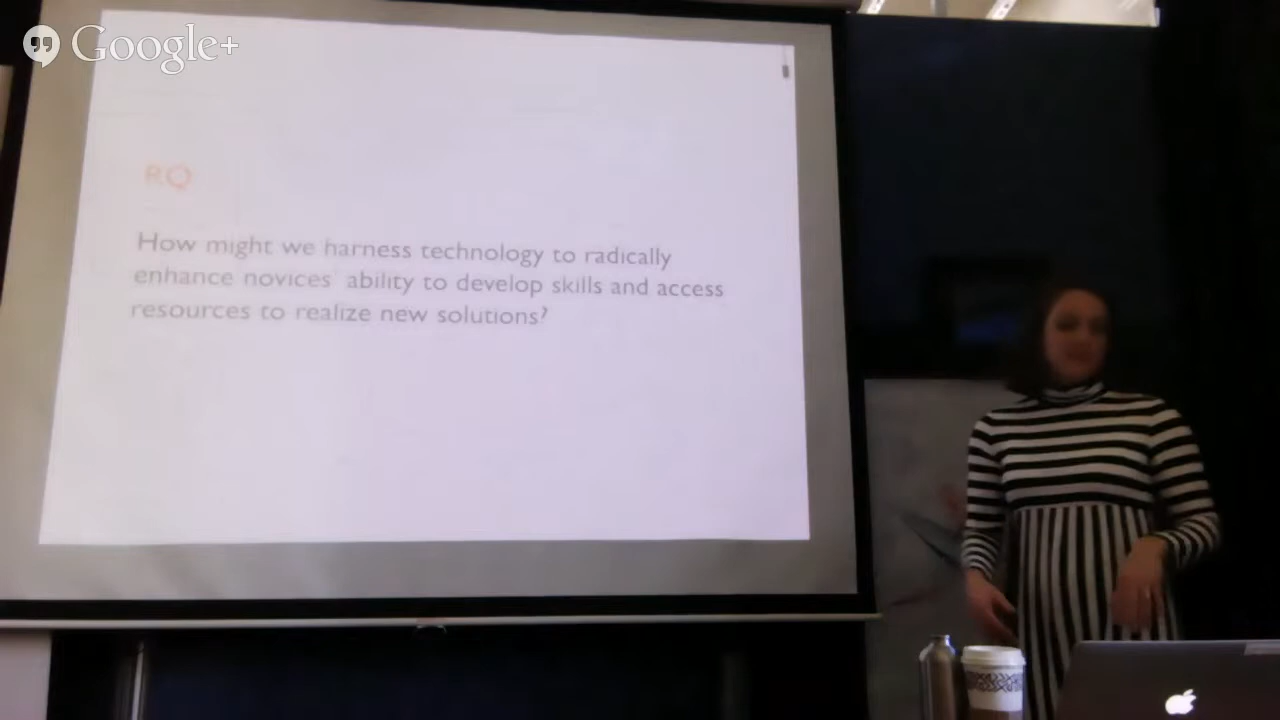 Google+
RQ
How might we harness technology to radically
enhance novices ability to develop skills and access
resources to realize new solutions?